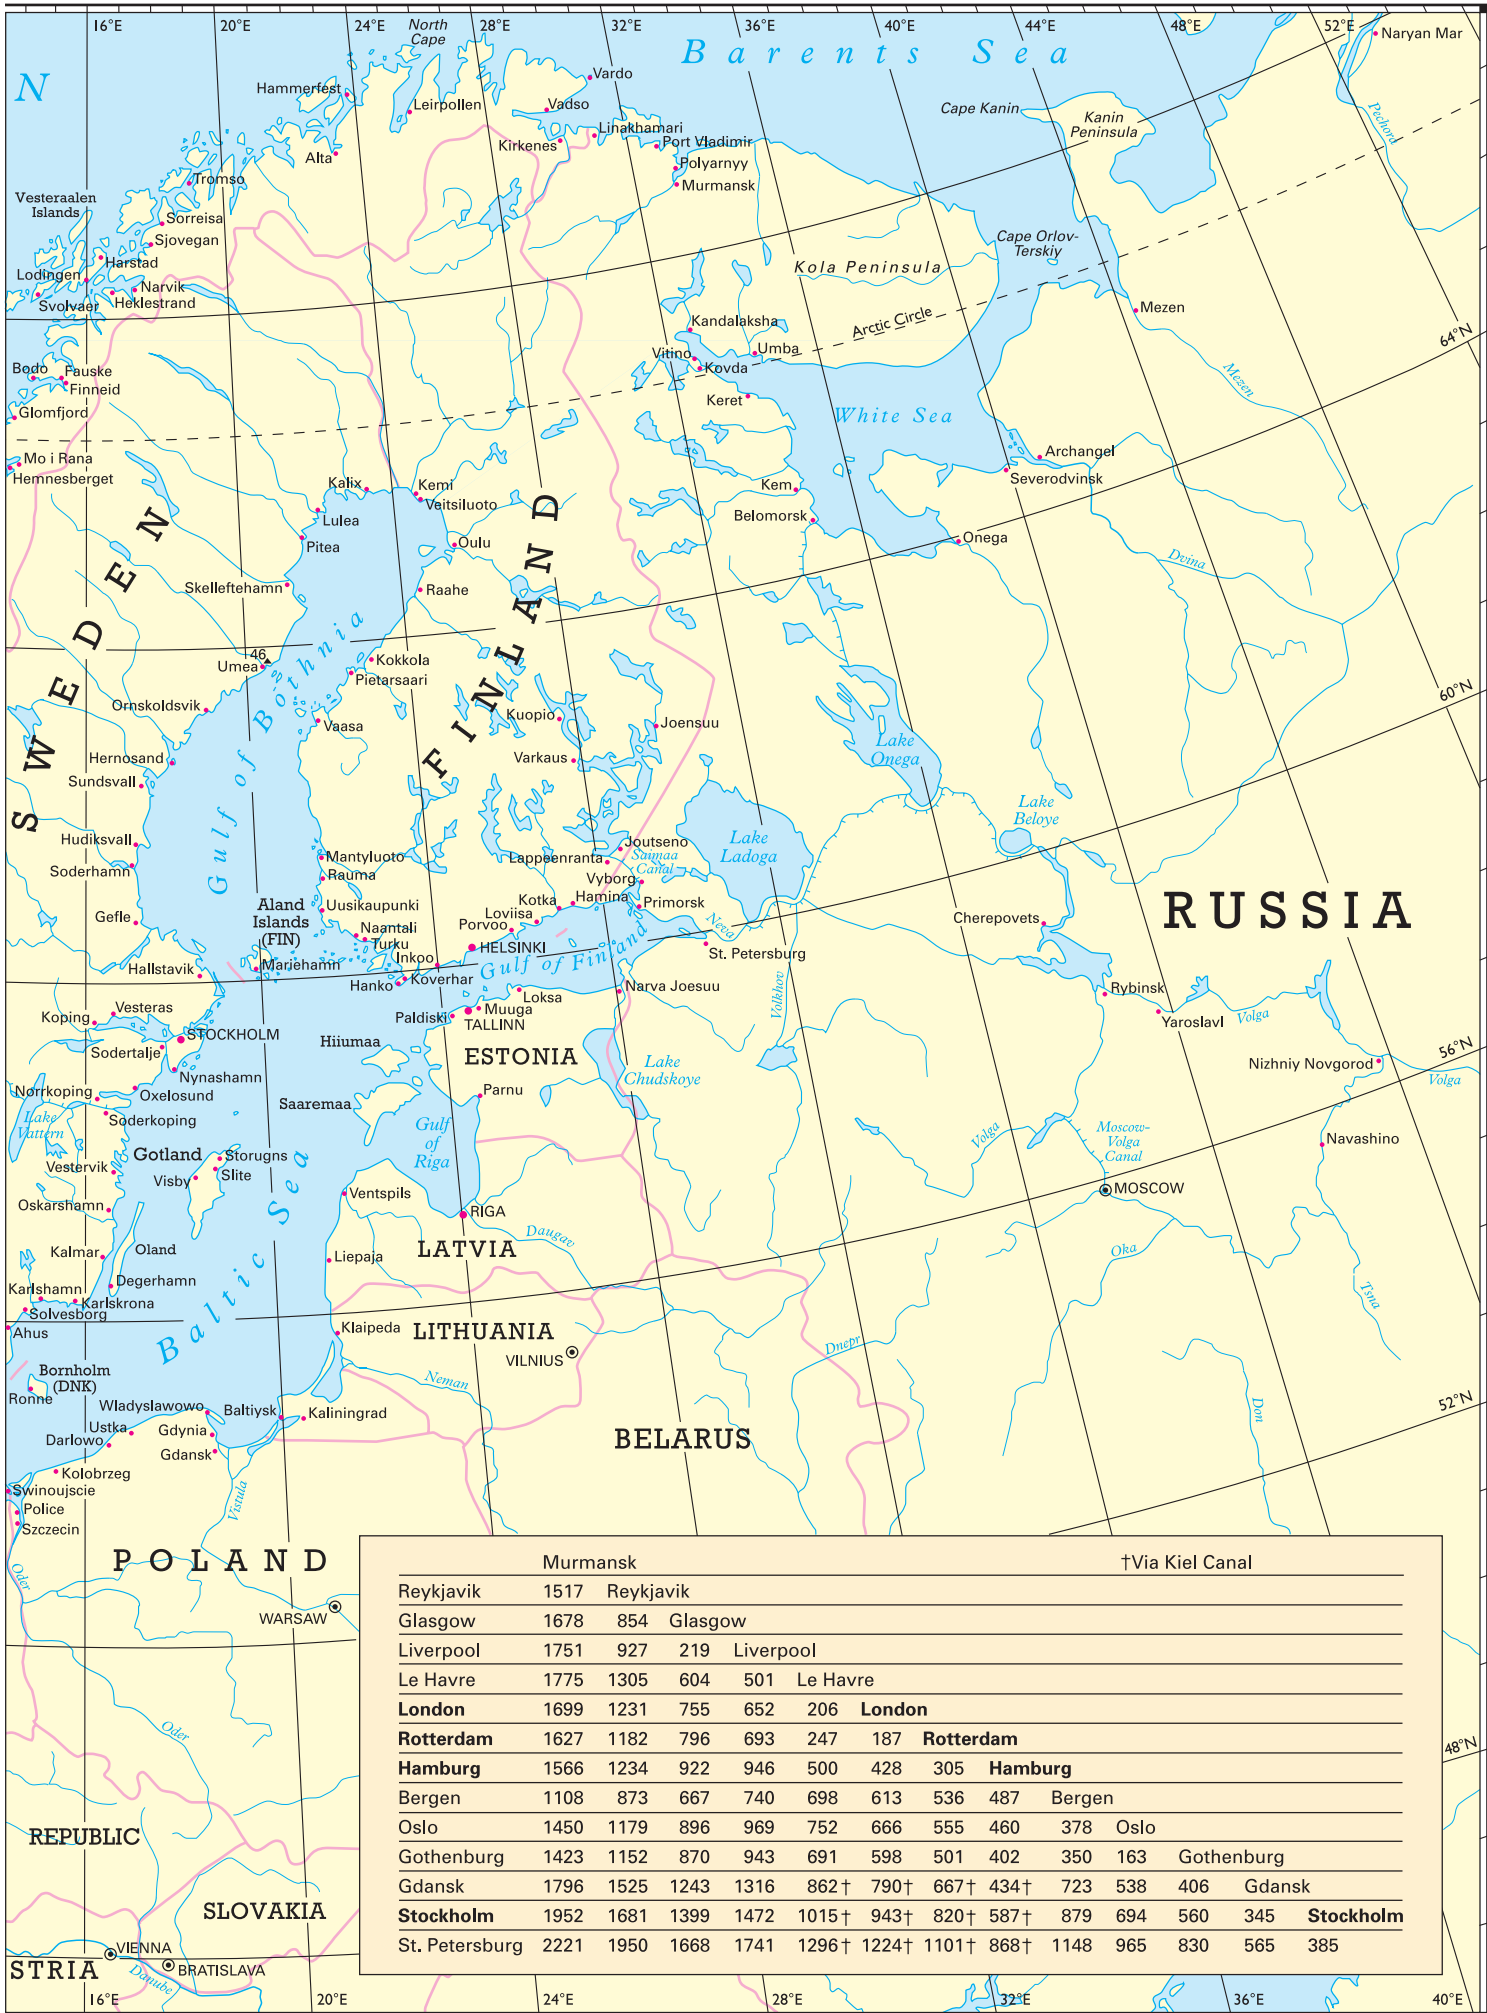 16°E
20°E
24°E
North
Cape
28°E
32°E
36°E
40°E
44°E
48°E
52°E
Naryan Mar
N
Barents Sea
Vardo
Hammerfest
Leirpollen
Vadso
Cape Kanin
Kanin
Peninsula
Pechora
Linakhamari
Kirkenes
Port Vladimir
Alta
Polyarnyy
Murmansk
Tromso
Vesteraalen
Islands
Sorreisa
Sjovegan
Cape Orlov-
Terskiy
Harstad
Kola Peninsula
Lodingen
Narvik
Svolvaer
Heklestrand
Mezen
Kandalaksha
Arctic Circle
64°N
Vitino
Umba
Kovda
Bodo
Fauske
Finneid
Mezen
Keret
Glomfjord
White Sea
Mo i Rana
Hemnesberget
Archangel
Severodvinsk
Kalix
Kemi
Veitsiluoto
Kem
Lulea
Belomorsk
Pitea
Oulu
Onega
Dvina
SWEDEN
FINLAND
Skelleftehamn
Raahe
46
Umea
Kokkola
Pietarsaari
Gulf of Bothnia
60°N
Ornskoldsvik
Vaasa
Kuopio
Joensuu
Lake
Onega
Hernosand
Varkaus
Sundsvall
Lake
Beloye
Hudiksvall
Joutseno
Lake
Ladoga
Soderhamn
Mantyluoto
Rauma
Lappeenranta
Saimaa
Canal
Vyborg
Gefle
Aland
Islands
(FIN)
Uusikaupunki
Kotka
Hamina
Primorsk
Loviisa
Porvoo
Neva
Cherepovets
RUSSIA
Naantali
Turku
HELSINKI
Inkoo
Gulf of Finland
St. Petersburg
Hallstavik
Mariehamn
Koverhar
Hanko
Narva Joesuu
Volkhov
Rybinsk
Vesteras
Koping
Loksa
Muuga
Paldiski
TALLINN
Yaroslavl
Volga
STOCKHOLM
Sodertalje
Hiiumaa
ESTONIA
Lake
Chudskoye
Nizhniy Novgorod
56°N
Volga
Nynashamn
Norrkoping
Oxelosund
Saaremaa
Parnu
Lake
Vattern
Soderkoping
Gulf
of
Riga
Volga
Moscow-
Volga
Canal
Navashino
Gotland
Storugns
Vestervik
Visby
Slite
MOSCOW
Baltic Sea
Oskarshamn
Ventspils
RIGA
Daugav
Kalmar
Oland
Liepaja
LATVIA
Oka
Degerhamn
Karlshamn
Karlskrona
Solvesborg
Tsna
Ahus
Klaipeda
LITHUANIA
VILNIUS
Dnepr
Bornholm
(DNK)
Ronne
Neman
52°N
Don
Wladyslawowo
Baltiysk
Kaliningrad
Ustka
Gdynia
Darlowo
Gdansk
BELARUS
Kolobrzeg
Swinoujscie
Vistula
Police
Szczecin
POLAND
Oder
WARSAW
Oder
48°N
REPUBLIC
SLOVAKIA
VIENNA
STRIA
BRATISLAVA
Danube
Murmansk †Via Kiel Canal
Reykjavik 1517 Reykjavik
Glasgow 1678 854 Glasgow
Liverpool 1751 927 219 Liverpool
Le Havre 1775 1305 604 501 Le Havre
London 1699 1231 755 652 206 London
Rotterdam 1627 1182 796 693 247 187 Rotterdam
Hamburg 1566 1234 922 946 500 428 305 Hamburg
Bergen 1108 873 667 740 698 613 536 487 Bergen
Oslo 1450 1179 896 969 752 666 555 460 378 Oslo
Gothenburg 1423 1152 870 943 691 598 501 402 350 163 Gothenburg
Gdansk 1796 1525 1243 1316 862† 790† 667† 434† 723 538 406 Gdansk
Stockholm 1952 1681 1399 1472 1015† 943† 820† 587† 879 694 560 345 Stockholm
St. Petersburg 2221 1950 1668 1741 1296† 1224† 1101† 868† 1148 965 830 565 385
16°E
20°E
24°E
28°E
32°E
36°E
40°E